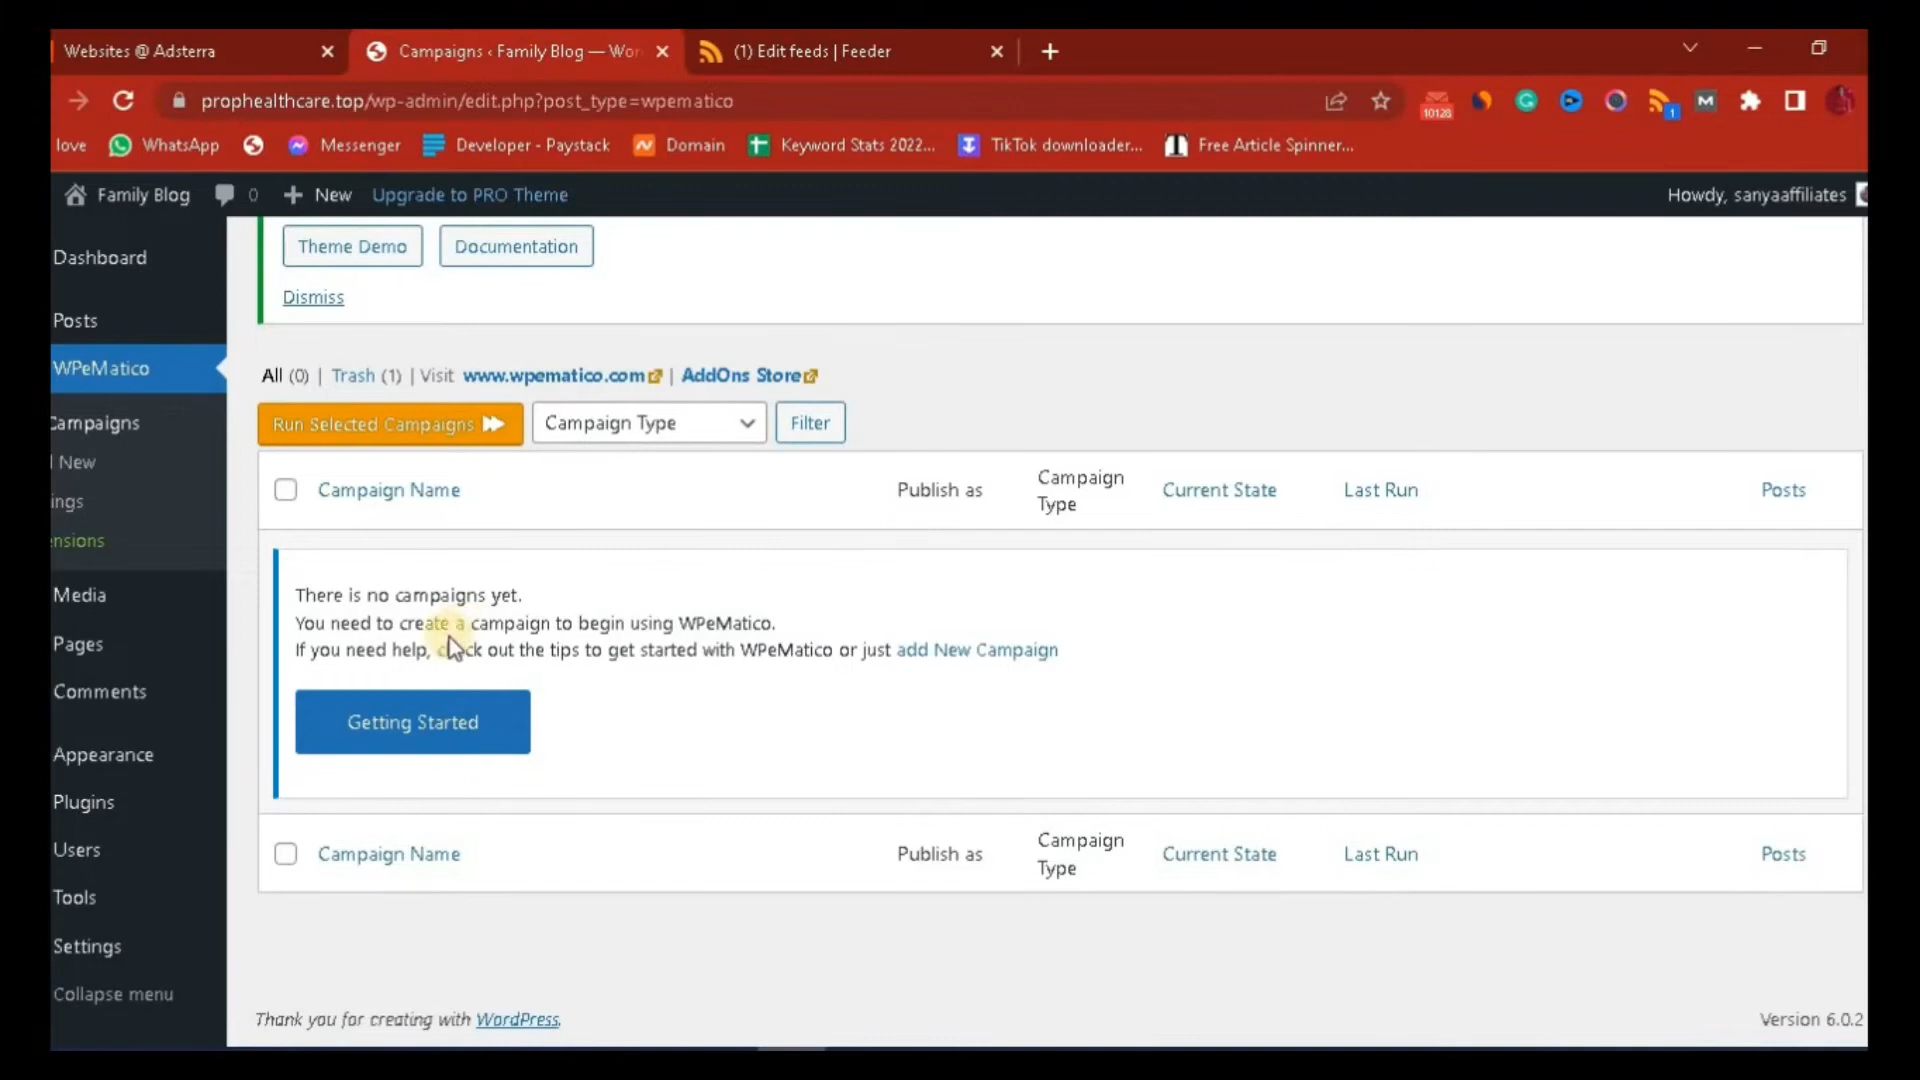 Websites @ Adsterra
Campaigns ‹ Family Blog — Wor
(1) Edit feeds | Feeder
prophealthcare.top/wp-admin/edit.php?post_type=wpematico
10128
1
M
love
WhatsApp
Messenger
Developer - Paystack
Domain
Keyword Stats 2022...
TikTok downloader...
Free Article Spinner...
Family Blog
0
New
Upgrade to PRO Theme
Howdy, sanyaaffiliates
Dashboard
Posts
WPeMatico
Campaigns
New
ings
ensions
Media
Pages
Comments
Appearance
Plugins
Users
Tools
Settings
Collapse menu
Theme Demo
Documentation
Dismiss
All (0) | Trash (1) | Visit www.wpematico.com | AddOns Store
Run Selected Campaigns
Campaign Type
Filter
Campaign Name
Publish as
Campaign
Type
Current State
Last Run
Posts
There is no campaigns yet.
You need to create a campaign to begin using WPeMatico.
If you need help, check out the tips to get started with WPeMatico or just add New Campaign
Getting Started
Campaign Name
Publish as
Campaign
Type
Current State
Last Run
Posts
Thank you for creating with WordPress.
Version 6.0.2